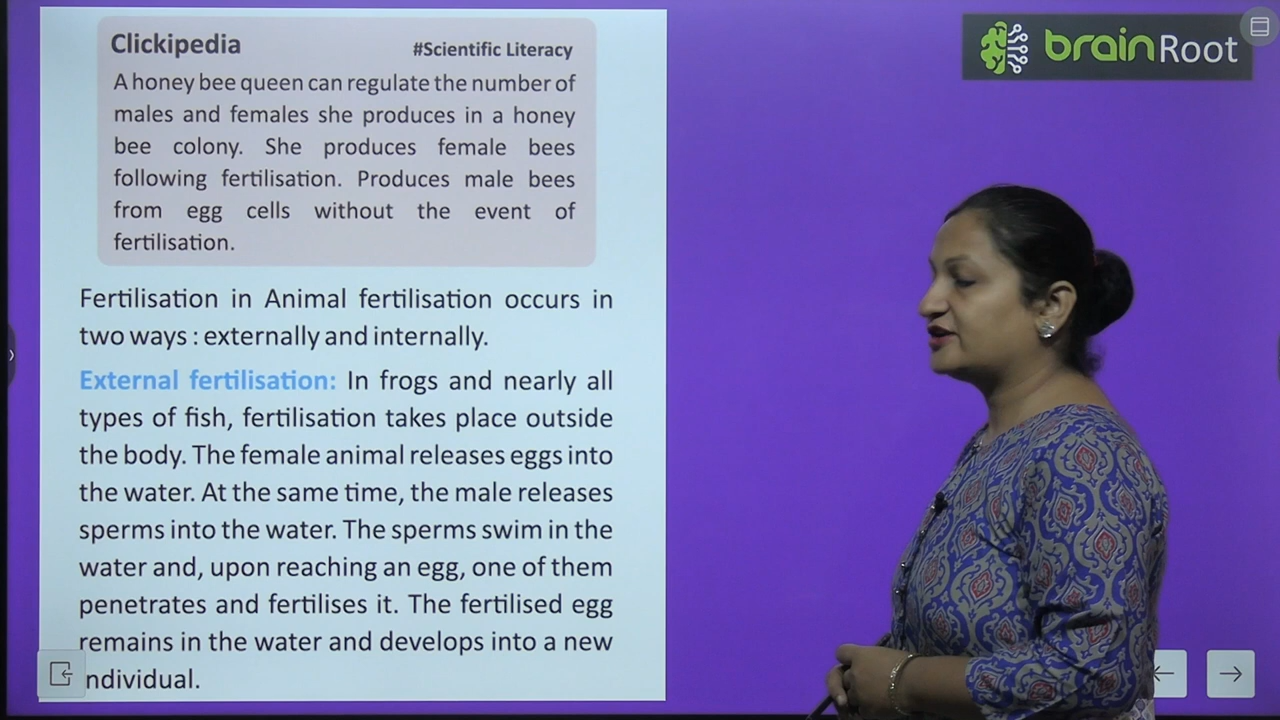 Clickipedia
#Scientific Literacy
A honey bee queen can regulate the number of
males and females she produces in a honey
bee colony. She produces female bees
following fertilisation. Produces male bees
from egg cells without the event of
fertilisation.
Fertilisation in Animal fertilisation occurs in
two ways : externally and internally.
External fertilisation: In frogs and nearly all
types of fish, fertilisation takes place outside
the body. The female animal releases eggs into
the water. At the same time, the male releases
sperms into the water. The sperms swim in the
water and, upon reaching an egg, one of them
penetrates and fertilises it. The fertilised egg
remains in the water and develops into a new
individual.
brainRoot